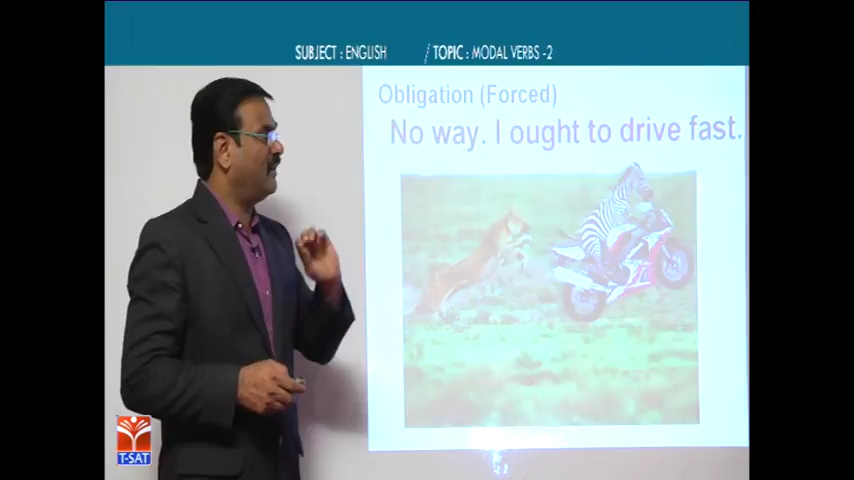 SUBJECT : ENGLISH / TOPIC : MODAL VERBS -2
Obligation (Forced)
No way. I ought to drive fast.
T-SAT